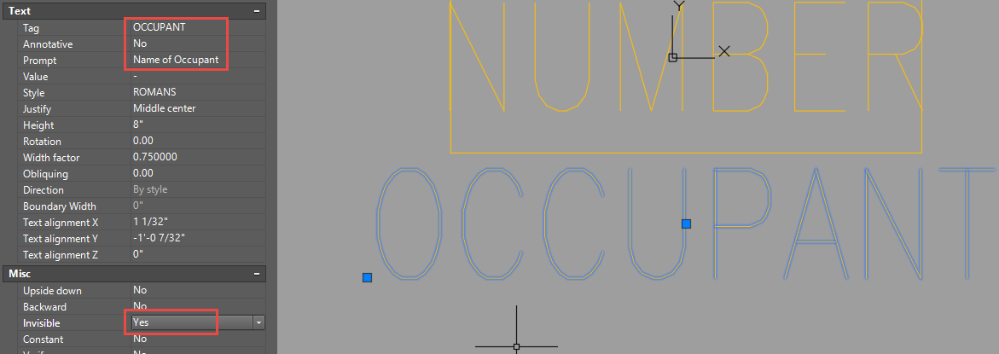 Text –
Tag OCCUPANT
Annotative No
Prompt Name of Occupant
Value -
Style ROMANS
Justify Middle center
Height 8"
Rotation 0.00
Width factor 0.750000
Obliquing 0.00
Direction By style
Boundary Width 0"
Text alignment X 1 1/32"
Text alignment Y -1'-0 7/32"
Text alignment Z 0"
Misc –
Upside down No
Backward No
Invisible Yes
Constant No
NUMBER
Y
X
OCCUPANT